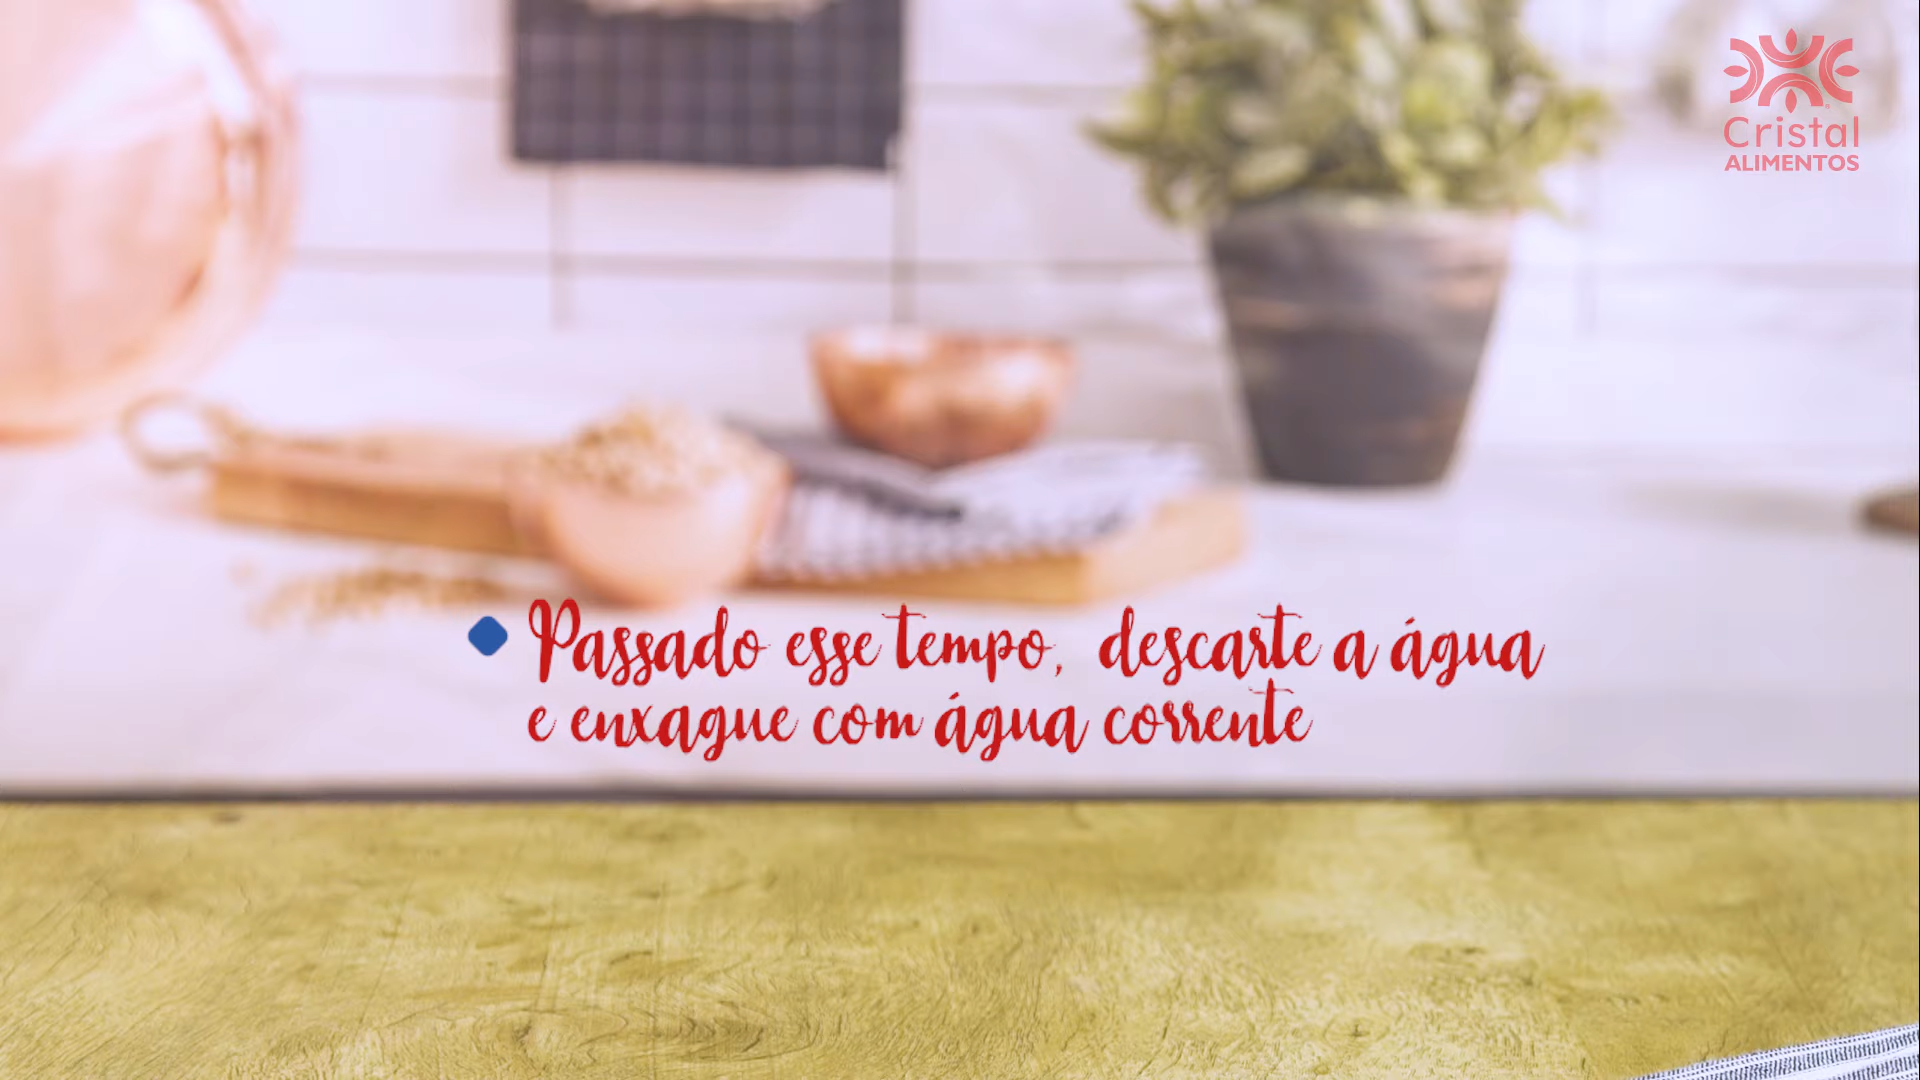 Cristal
ALIMENTOS
Passado esse tempo, descarte a água
e enxague com água corrente